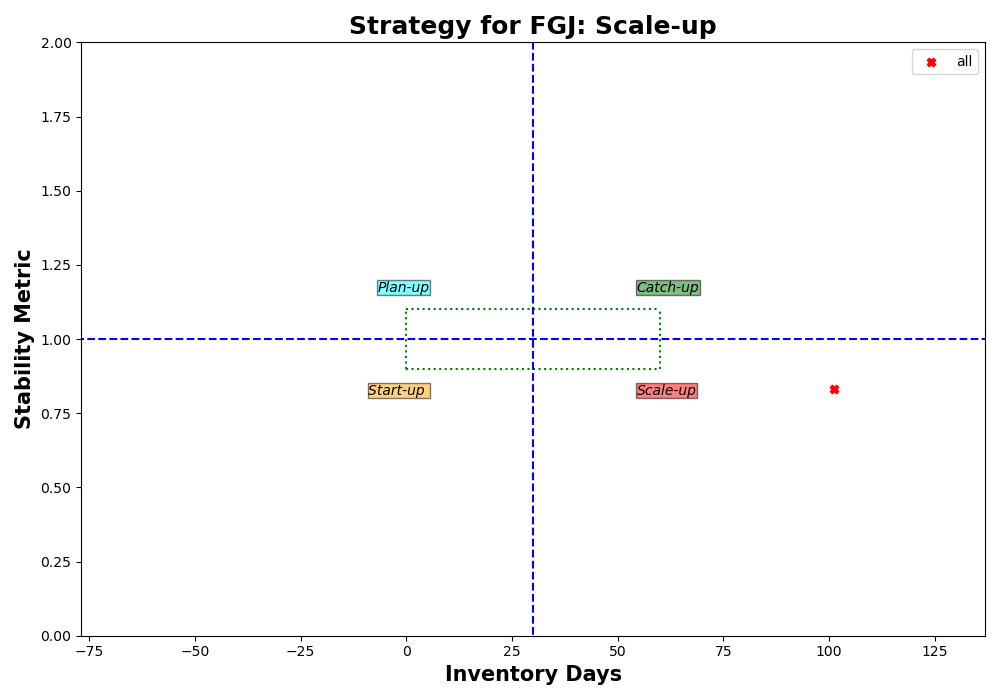 Strategy for FGJ: Scale-up
all
Stability Metric
2.00
1.75
1.50
1.25
1.00
0.75
0.50
0.25
0.00
Plan-up
Catch-up
Start-up
Scale-up
−75
−50
−25
0
25
50
75
100
125
Inventory Days